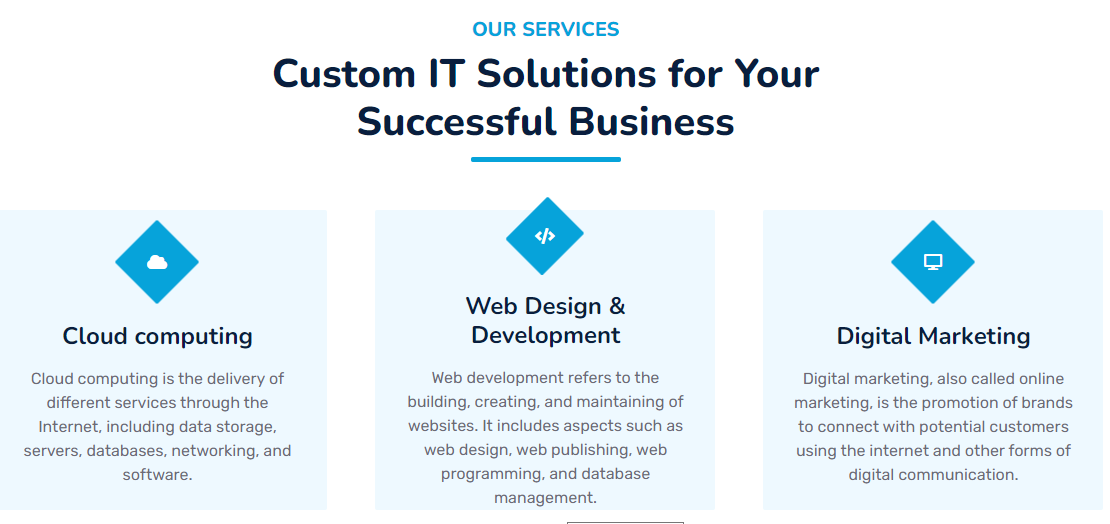 OUR SERVICES
Custom IT Solutions for Your
Successful Business
Cloud computing
Cloud computing is the delivery of
different services through the
Internet, including data storage,
servers, databases, networking, and
software.
Web Design &
Development
Web development refers to the
building, creating, and maintaining of
websites. It includes aspects such as
web design, web publishing, web
programming, and database
management.
Digital Marketing
Digital marketing, also called online
marketing, is the promotion of brands
to connect with potential customers
using the internet and other forms of
digital communication.